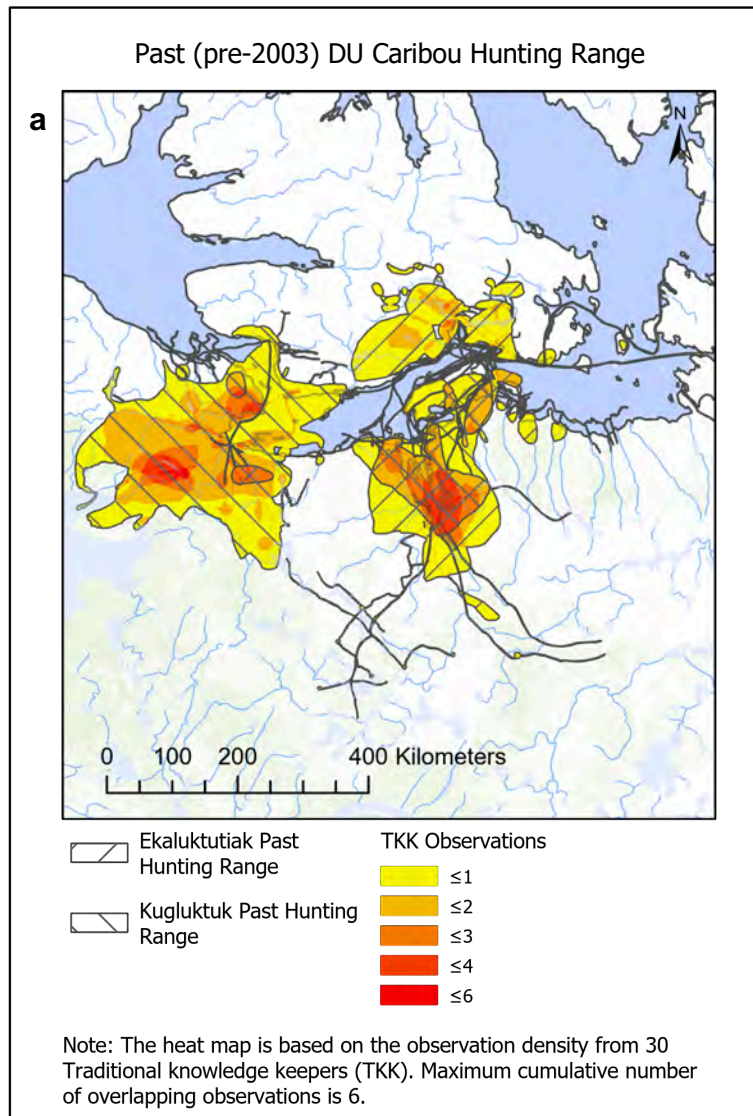 Past (pre-2003) DU Caribou Hunting Range
a
N
0 100 200 400 Kilometers
Ekaluktutiak Past
Hunting Range
Kugluktuk Past Hunting
Range
TKK Observations
≤1
≤2
≤3
≤4
≤6
Note: The heat map is based on the observation density from 30
Traditional knowledge keepers (TKK). Maximum cumulative number
of overlapping observations is 6.